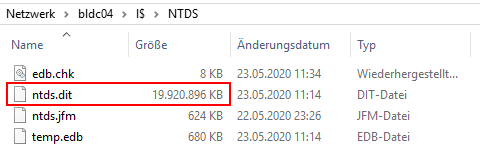 Netzwerk > bldc04 > I$ > NTDS
Name Größe Änderungsdatum Typ
edb.chk 8 KB 23.05.2020 11:34 Wiederhergestellt...
ntds.dit 19.920.896 KB 23.05.2020 11:14 DIT-Datei
ntds.jfm 624 KB 22.05.2020 23:26 JFM-Datei
temp.edb 680 KB 23.05.2020 11:14 EDB-Datei